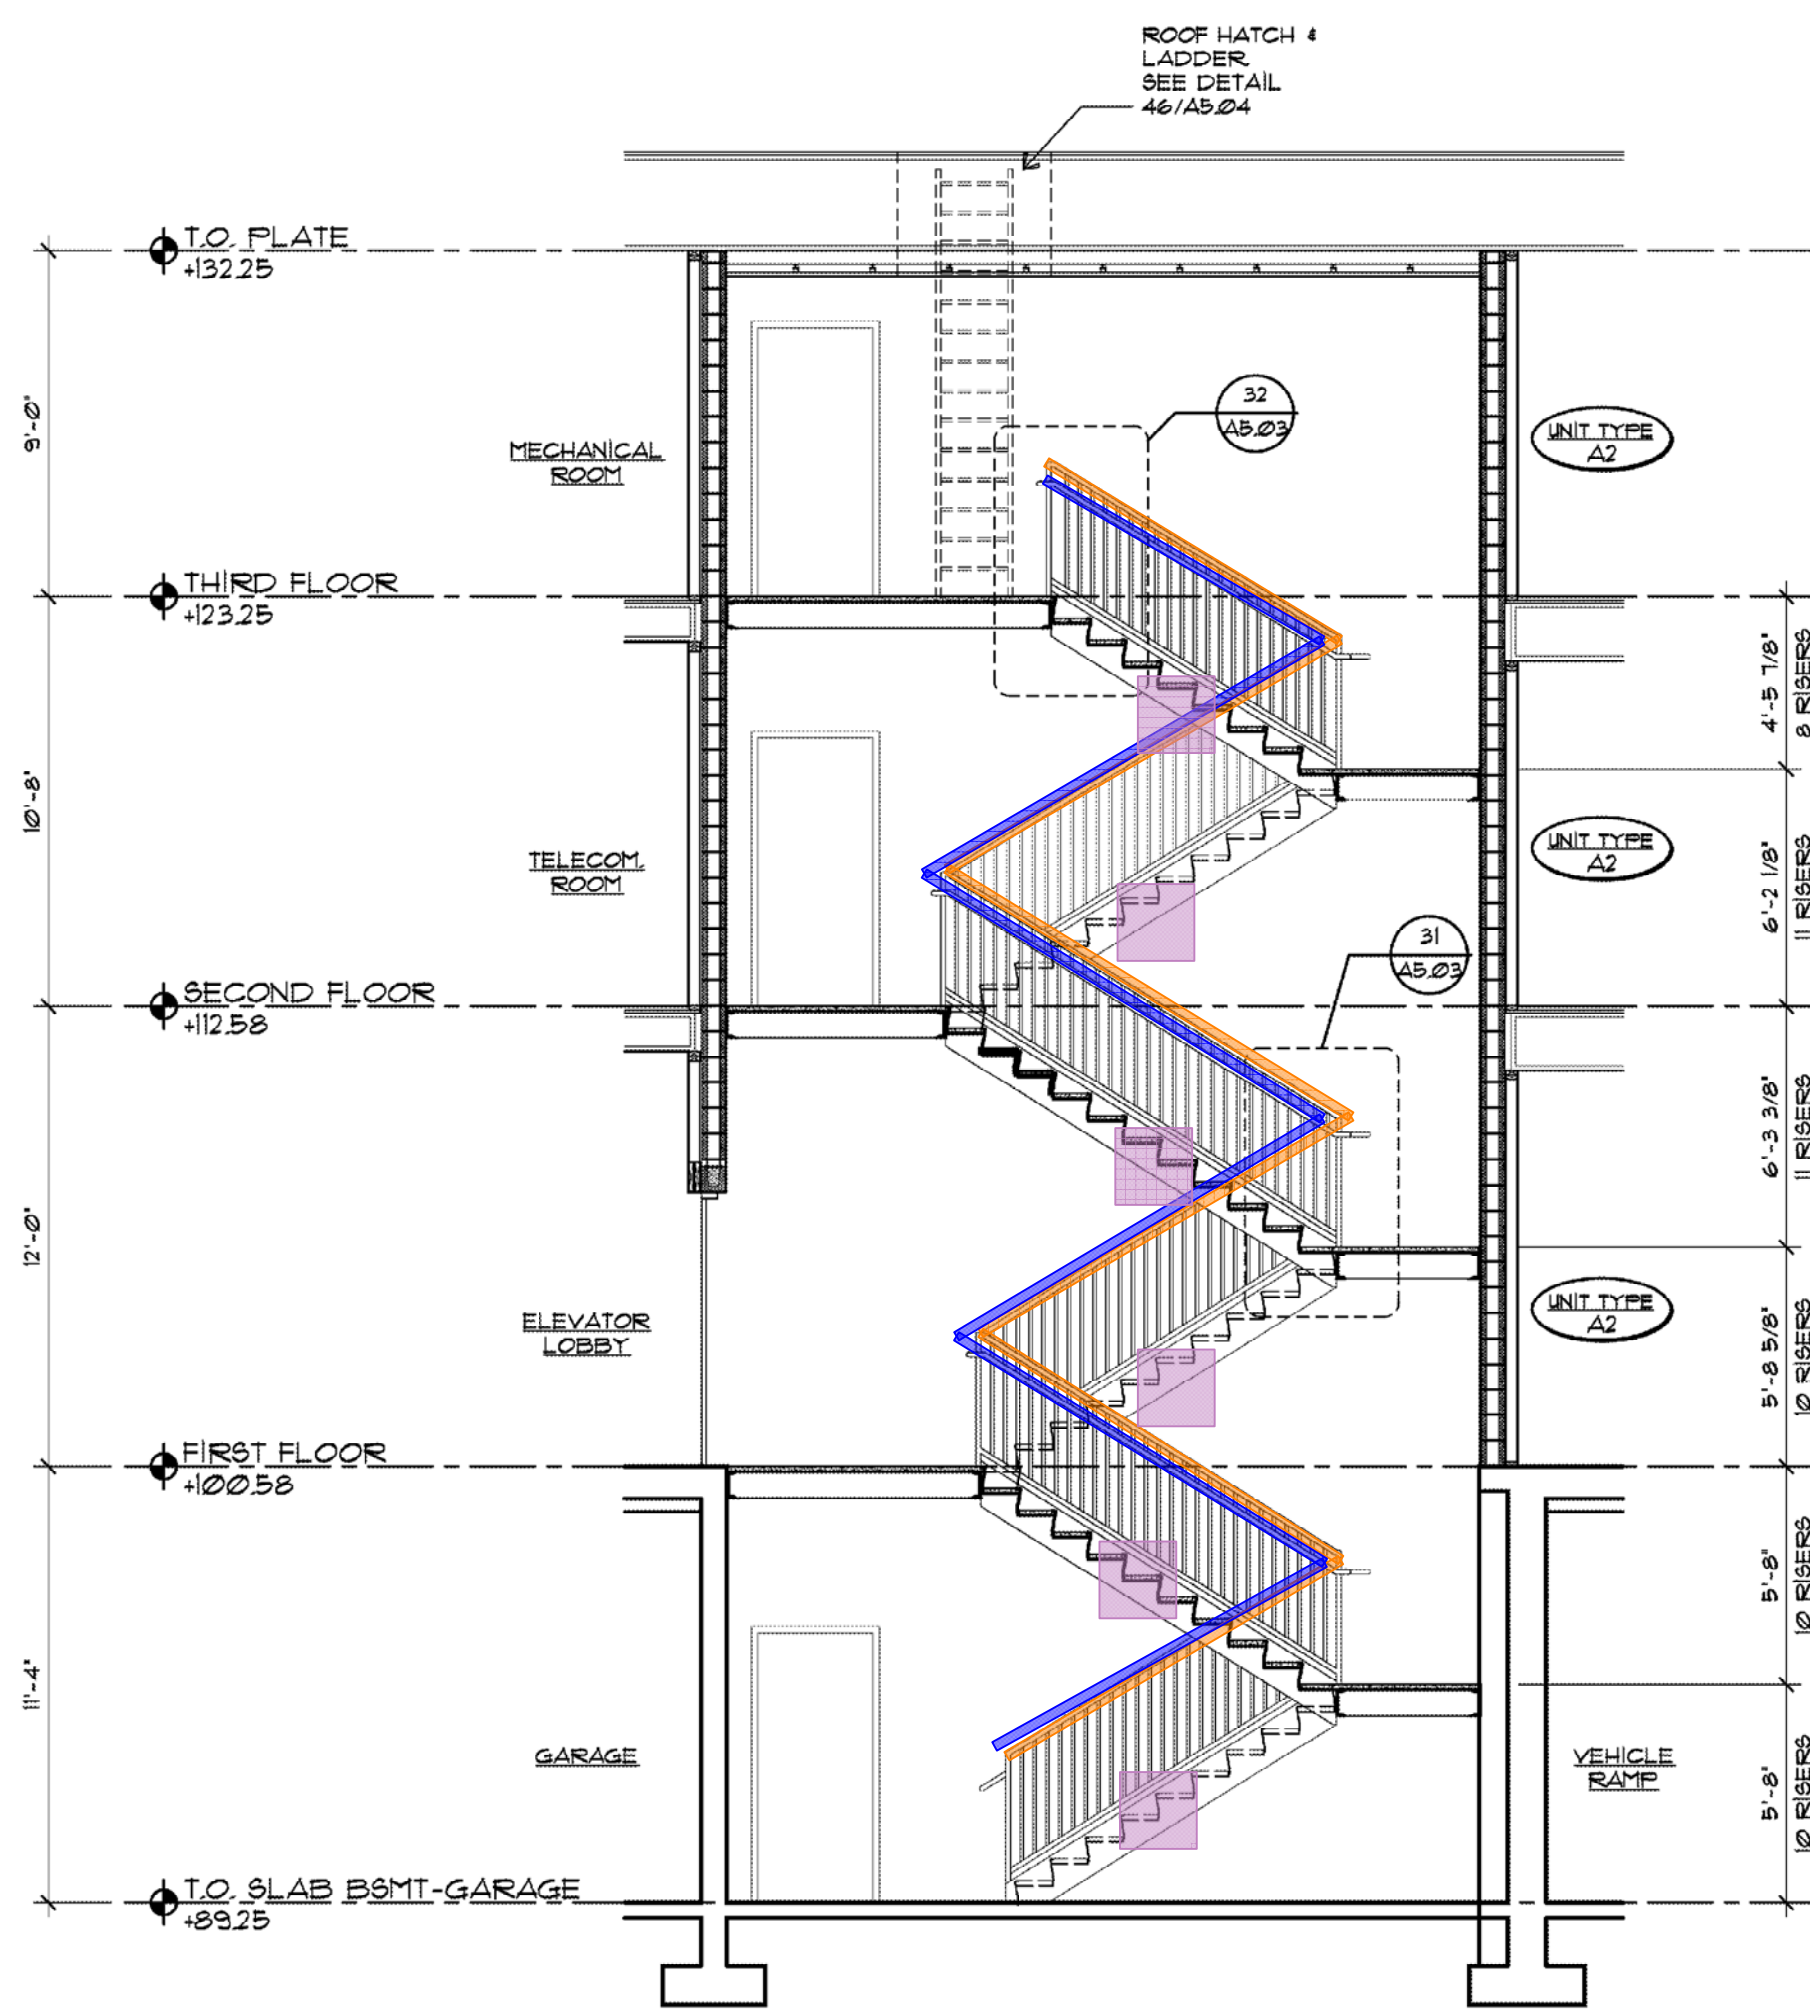 ROOF HATCH &
LADDER
SEE DETAIL
46/A5.04
T.O. PLATE
+132.25
9'-0"
MECHANICAL
ROOM
32
A5.03
UNIT TYPE
A2
THIRD FLOOR
+123.25
4'-5 7/8"
8 RISERS
10'-8"
TELECOM.
ROOM
UNIT TYPE
A2
6'-2 1/8"
11 RISERS
31
A5.03
SECOND FLOOR
+112.58
6'-3 3/8"
11 RISERS
12'-0"
ELEVATOR
LOBBY
UNIT TYPE
A2
5'-8 5/8"
10 RISERS
FIRST FLOOR
+100.58
5'-8"
10 RISERS
11'-4"
GARAGE
VEHICLE
RAMP
5'-8"
10 RISERS
T.O. SLAB BSMT-GARAGE
+89.25